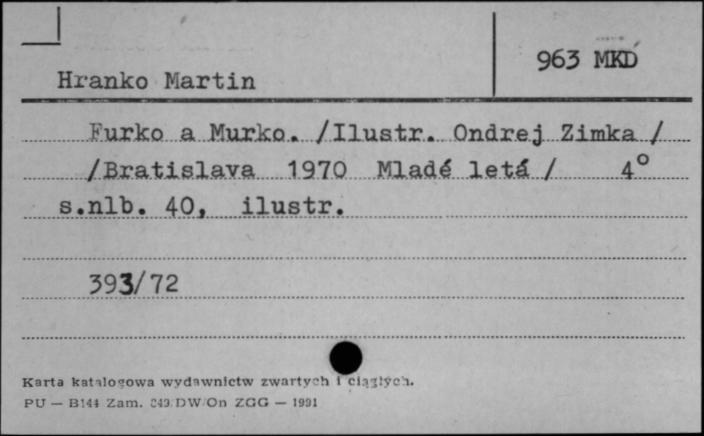 963 MKD
Hranko Martin
Furko a Murko. /Ilustr. Ondrej Zimka /
/Bratislava 1970 Mladé letá / 4°
s.nlb. 40, ilustr.
393/72
Karta katalogowa wydawnictw zwartych i ciągłych.
PU — B144 Zam. 349/DW/On ZGG — 1991